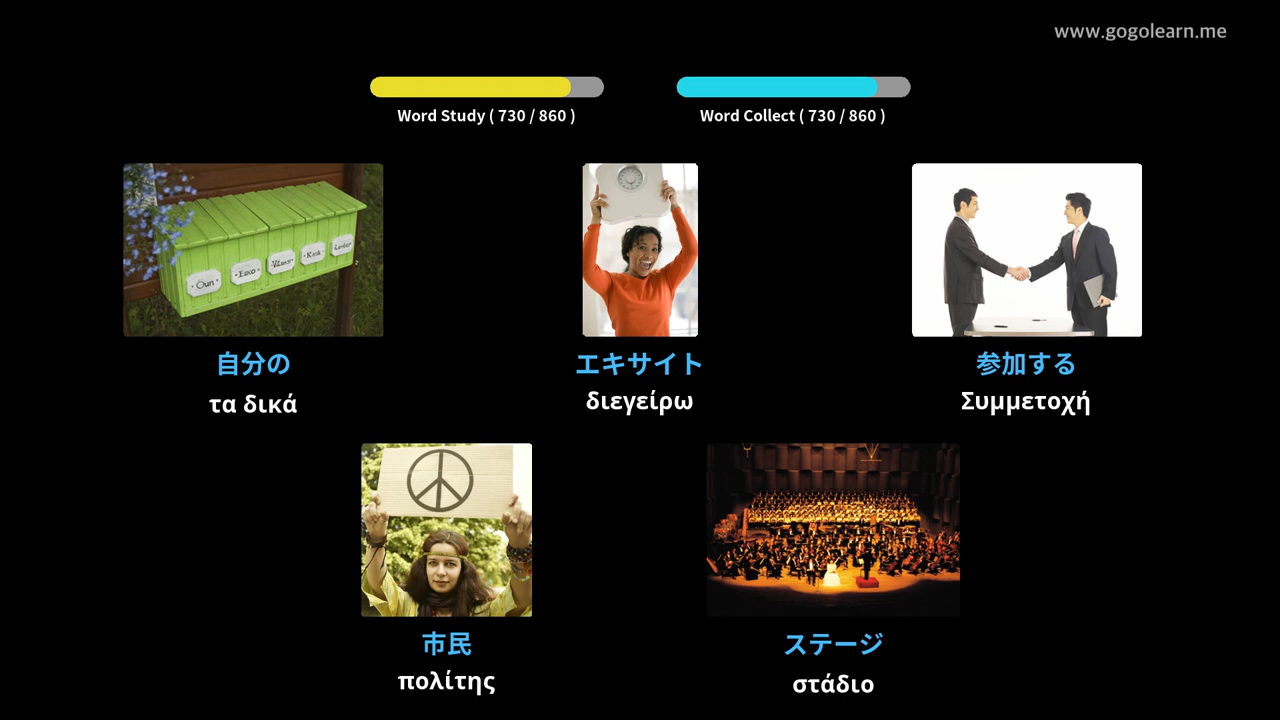 www.gogolearn.me
Word Study ( 730 / 860 )
Word Collect ( 730 / 860 )
自分の
τα δικά
エキサイト
διεγείρω
参加する
Συμμετοχή
市民
πολίτης
ステージ
στάδιο